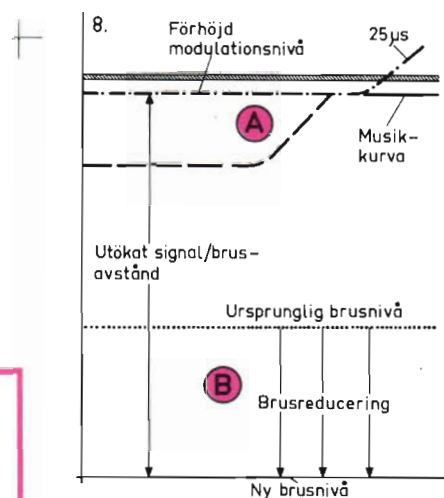 8.
Förhöjd
modulationsnivå
25µs
A
Musik-
kurva
Utökat signal/brus-
avstånd
Ursprunglig brusnivå
B
Brusreducering
Ny brusnivå